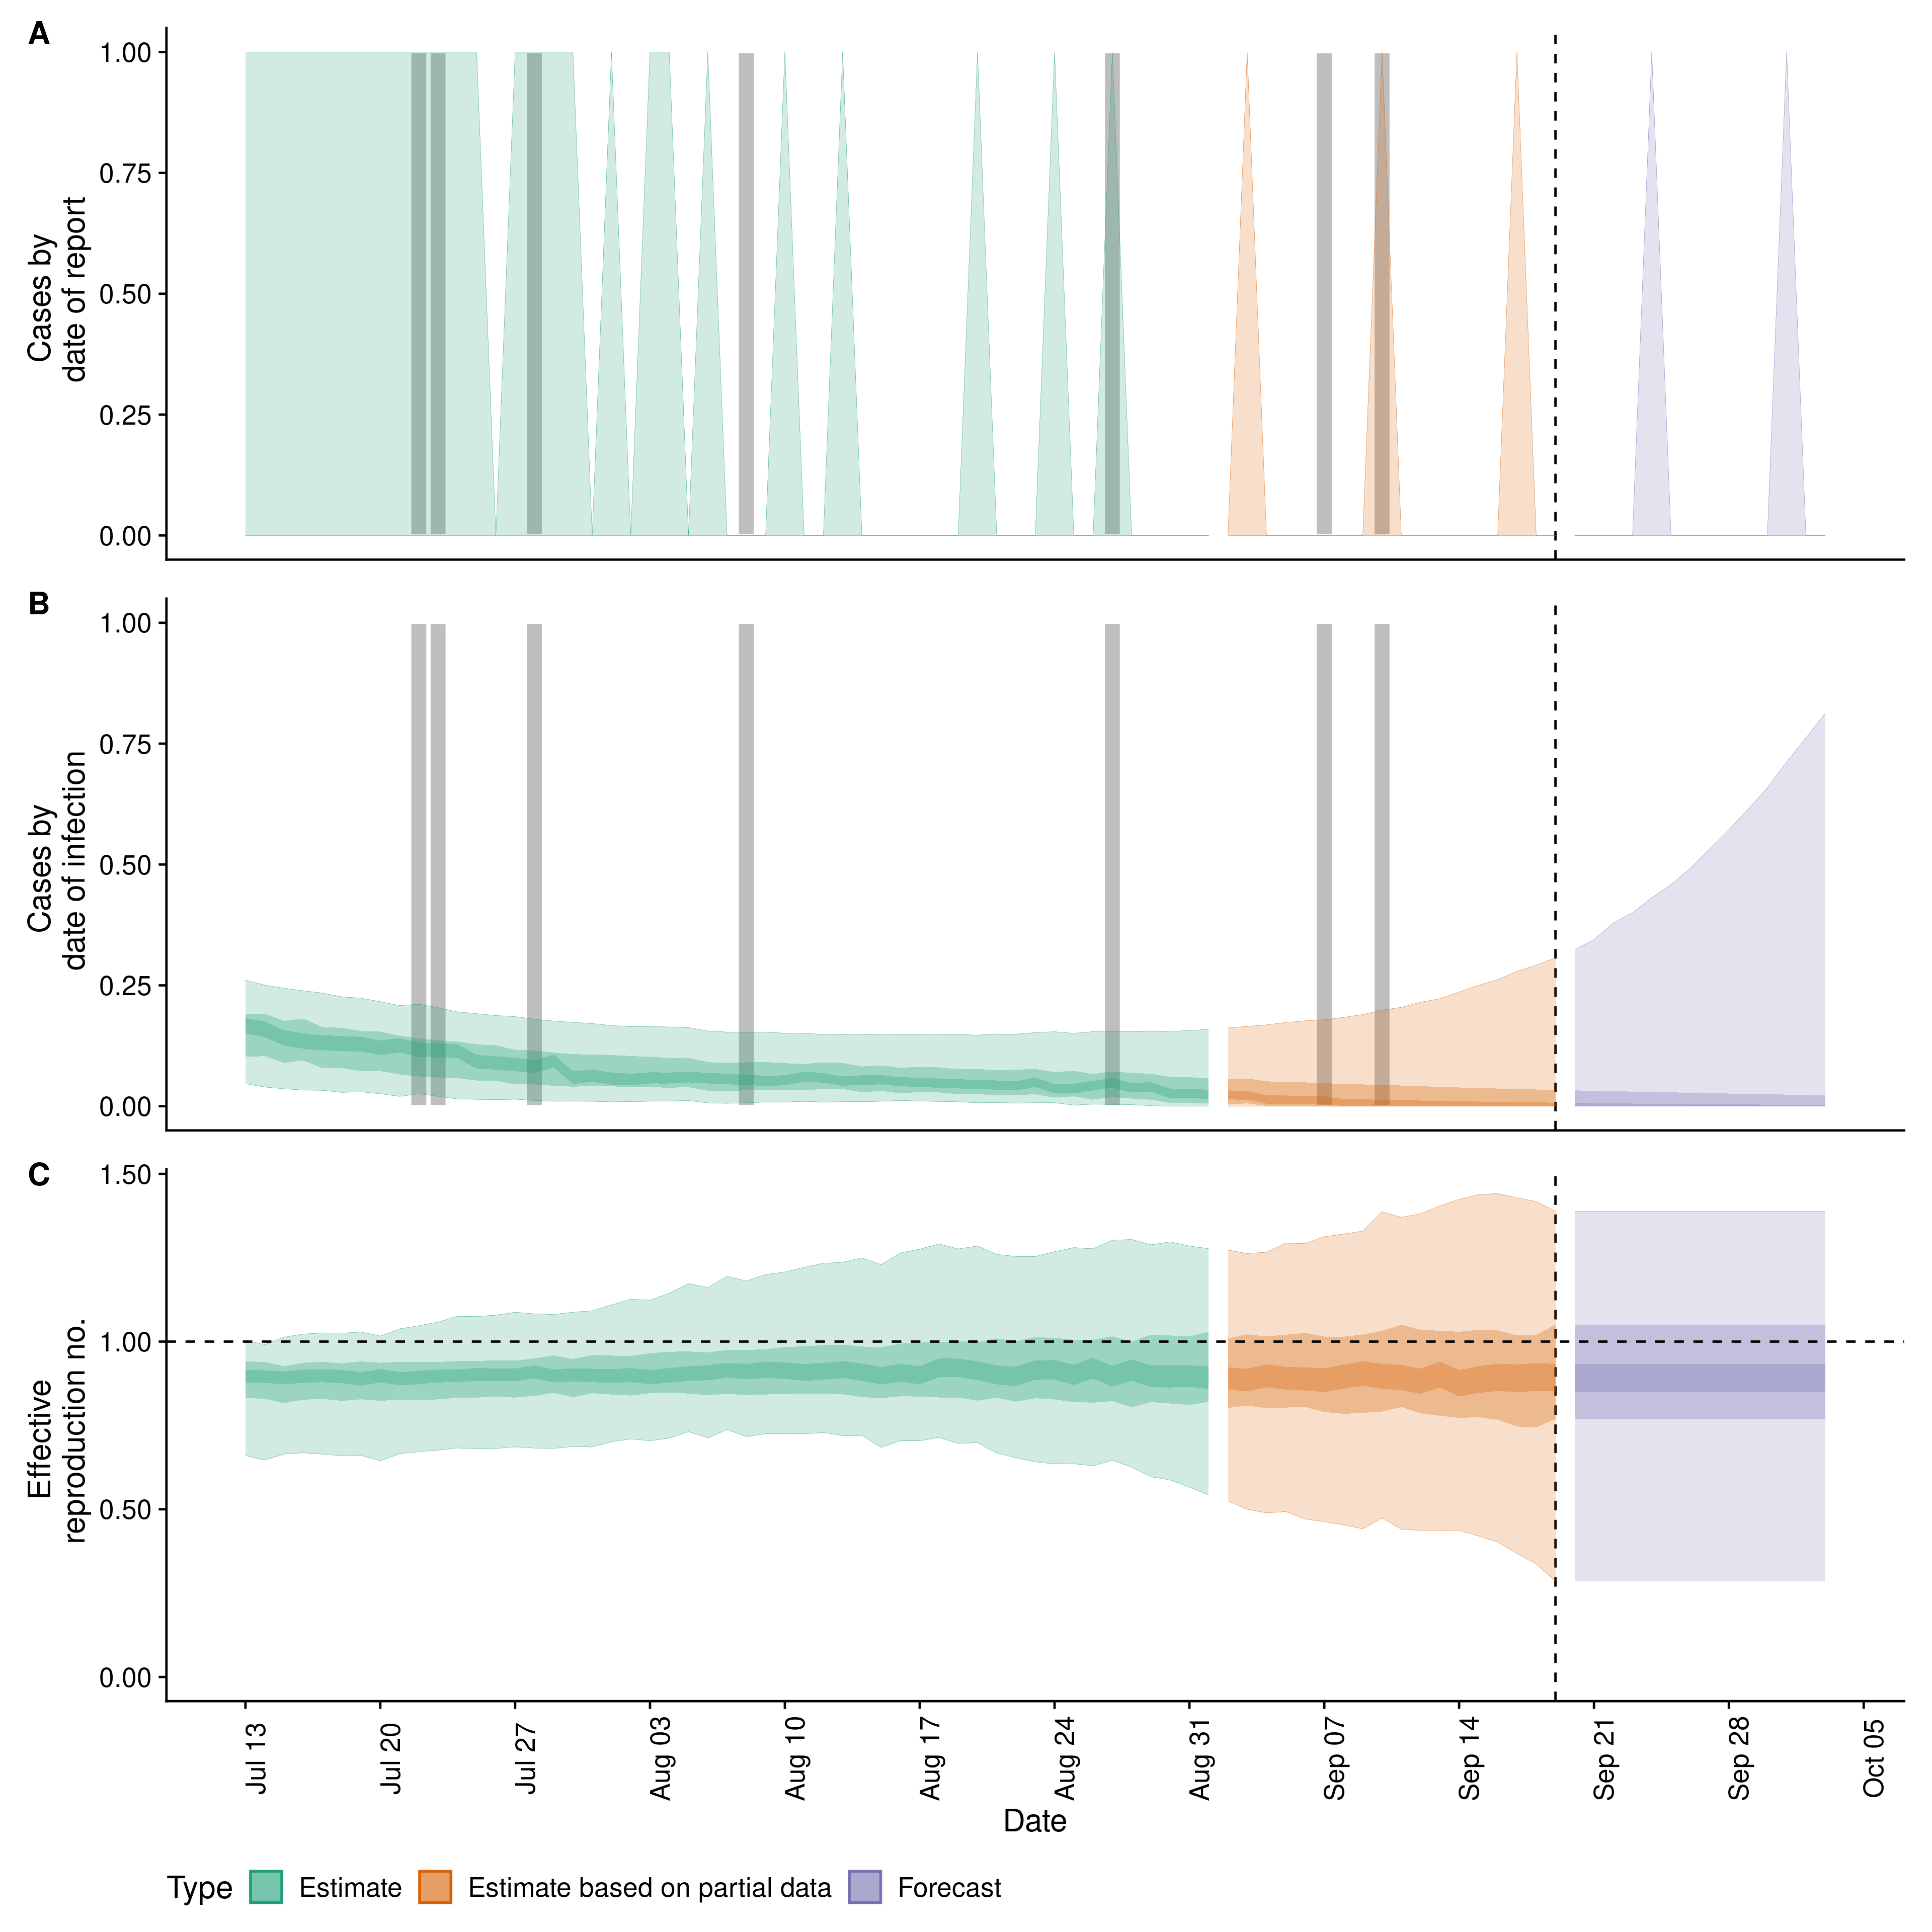 A
1.00
0.75
0.50
0.25
0.00
Cases by
date of report
B
1.00
0.75
0.50
0.25
0.00
Cases by
date of infection
C
1.50
1.00
0.50
0.00
Effective
reproduction no.
Jul 13
Jul 20
Jul 27
Aug 03
Aug 10
Aug 17
Aug 24
Aug 31
Sep 07
Sep 14
Sep 21
Sep 28
Oct 05
Date
Type Estimate Estimate based on partial data Forecast